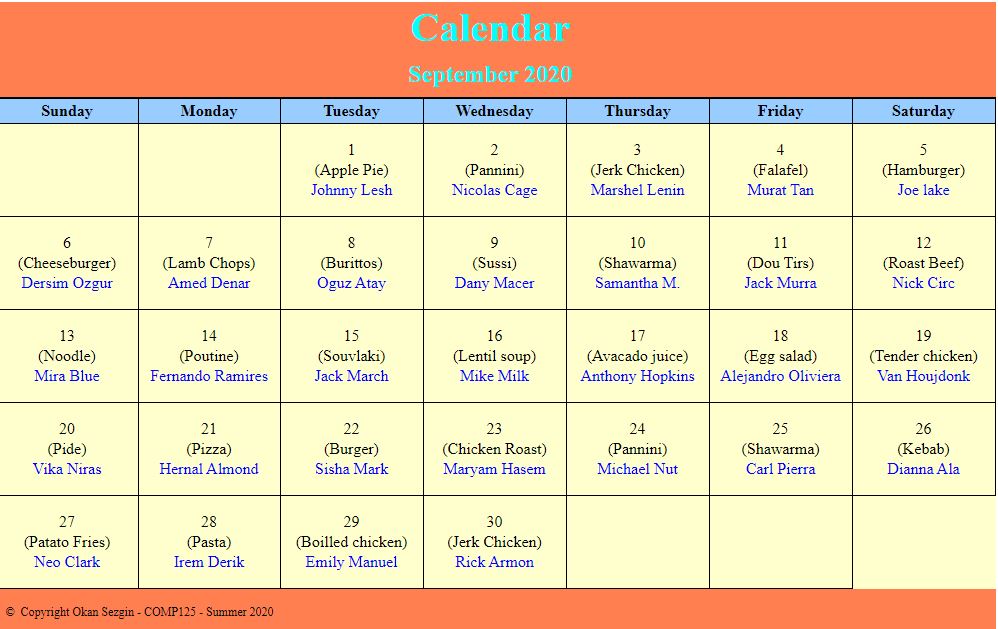 Calendar
September 2020
Sunday Monday Tuesday Wednesday Thursday Friday Saturday
1 2 3 4 5
(Apple Pie) (Pannini) (Jerk Chicken) (Falafel) (Hamburger)
Johnny Lesh Nicolas Cage Marshel Lenin Murat Tan Joe lake
6 7 8 9 10 11 12
(Cheeseburger) (Lamb Chops) (Burittos) (Sussi) (Shawarma) (Dou Tirs) (Roast Beef)
Dersim Ozgur Amed Denar Oguz Atay Dany Macer Samantha M. Jack Murra Nick Circ
13 14 15 16 17 18 19
(Noodle) (Poutine) (Souvlaki) (Lentil soup) (Avacado juice) (Egg salad) (Tender chicken)
Mira Blue Fernando Ramires Jack March Mike Milk Anthony Hopkins Alejandro Oliviera Van Houjdonk
20 21 22 23 24 25 26
(Pide) (Pizza) (Burger) (Chicken Roast) (Pannini) (Shawarma) (Kebab)
Vika Niras Hernal Almond Sisha Mark Maryam Hasem Michael Nut Carl Pierra Dianna Ala
27 28 29 30
(Patato Fries) (Pasta) (Boilled chicken) (Jerk Chicken)
Neo Clark Irem Derik Emily Manuel Rick Armon
© Copyright Okan Sezgin - COMP125 - Summer 2020